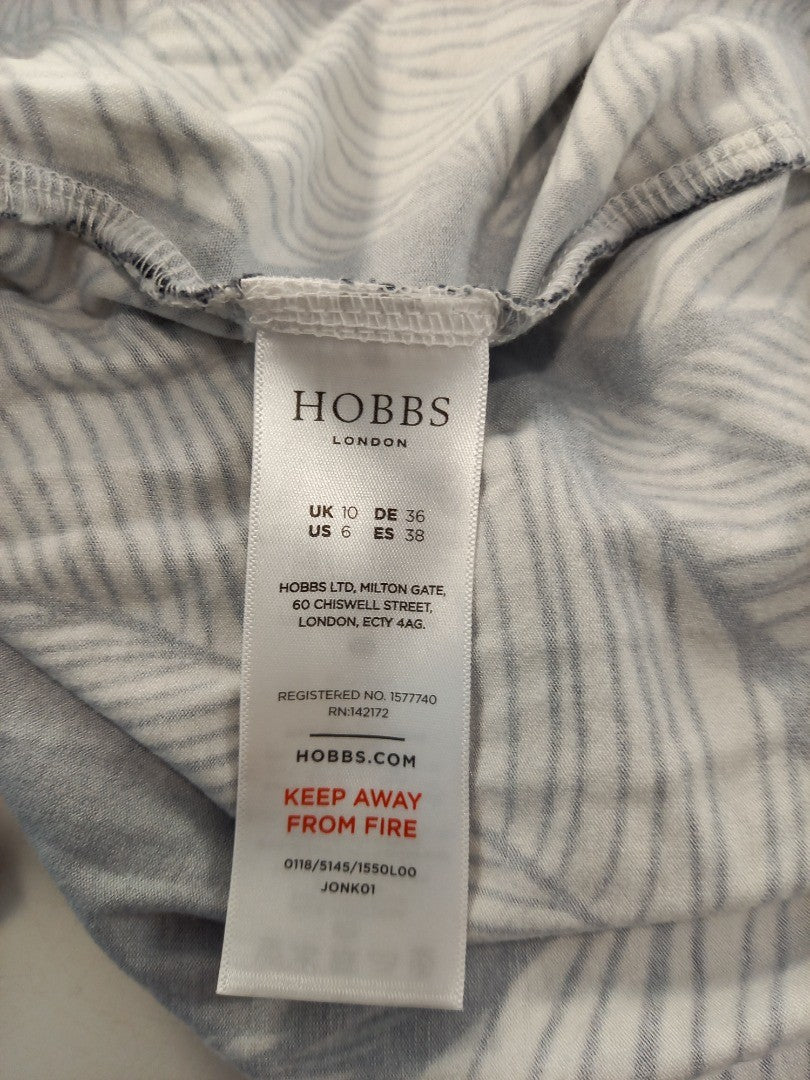 HOBBS
LONDON
UK 10 DE 36
US 6 ES 38
HOBBS LTD, MILTON GATE,
60 CHISWELL STREET,
LONDON, ECTY 4AG.
REGISTERED NO. 1577740
RN:142172
HOBBS.COM
KEEP AWAY
FROM FIRE
0118/5145/1550L00
JONK01